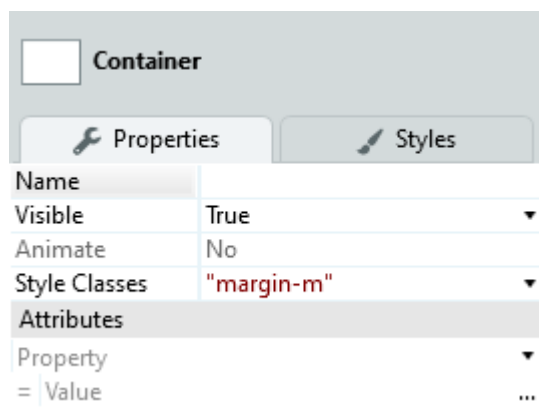 Container
Properties Styles
Name
Visible True
Animate No
Style Classes "margin-m"
Attributes
Property
= Value ...